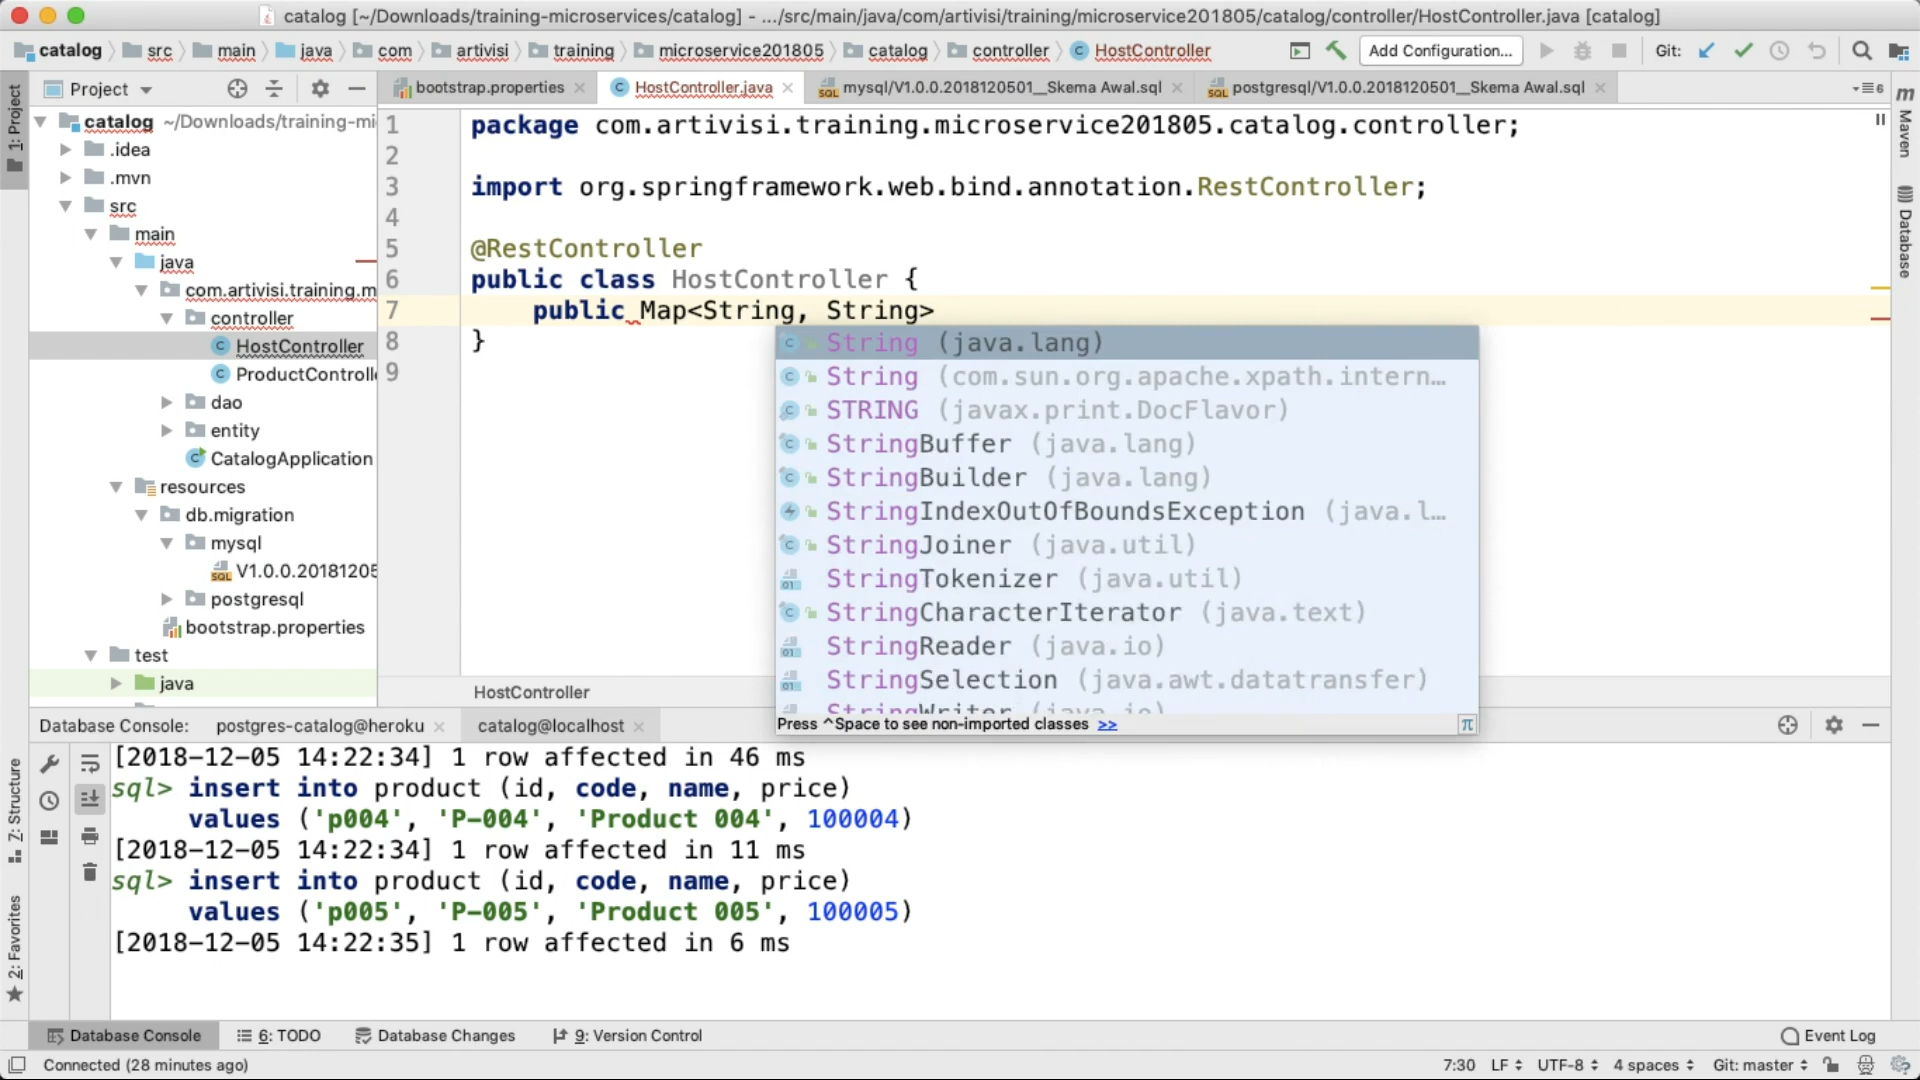 catalog [~/Downloads/training-microservices/catalog] - .../src/main/java/com/artivisi/training/microservice201805/catalog/controller/HostController.java [catalog]
catalog src main java com artivisi training microservice201805 catalog controller HostController Add Configuration... Git:
Project
bootstrap.properties HostController.java mysql/V1.0.0.2018120501__Skema Awal.sql postgresql/V1.0.0.2018120501__Skema Awal.sql 6
1: Project
catalog ~/Downloads/training-mi
.idea
.mvn
src
main
java
com.artivisi.training.m
controller
HostController
ProductControlle
dao
entity
CatalogApplication
resources
db.migration
mysql
V1.0.0.20181205
postgresql
bootstrap.properties
test
java
1 package com.artivisi.training.microservice201805.catalog.controller;
2
3 import org.springframework.web.bind.annotation.RestController;
4
5 @RestController
6 public class HostController {
7 public Map<String, String>
8 }
9
String (java.lang)
String (com.sun.org.apache.xpath.intern…
STRING (javax.print.DocFlavor)
StringBuffer (java.lang)
StringBuilder (java.lang)
StringIndexOutOfBoundsException (java.l…
StringJoiner (java.util)
StringTokenizer (java.util)
StringCharacterIterator (java.text)
StringReader (java.io)
StringSelection (java.awt.datatransfer)
StringWriter (java.io)
Press ^Space to see non-imported classes >> π
HostController
m Maven
Database
Database Console: postgres-catalog@heroku catalog@localhost
[2018-12-05 14:22:34] 1 row affected in 46 ms
sql> insert into product (id, code, name, price)
values ('p004', 'P-004', 'Product 004', 100004)
[2018-12-05 14:22:34] 1 row affected in 11 ms
sql> insert into product (id, code, name, price)
values ('p005', 'P-005', 'Product 005', 100005)
[2018-12-05 14:22:35] 1 row affected in 6 ms
7: Structure
2: Favorites
Database Console 6: TODO Database Changes 9: Version Control Event Log
Connected (28 minutes ago) 7:30 LF UTF-8 4 spaces Git: master